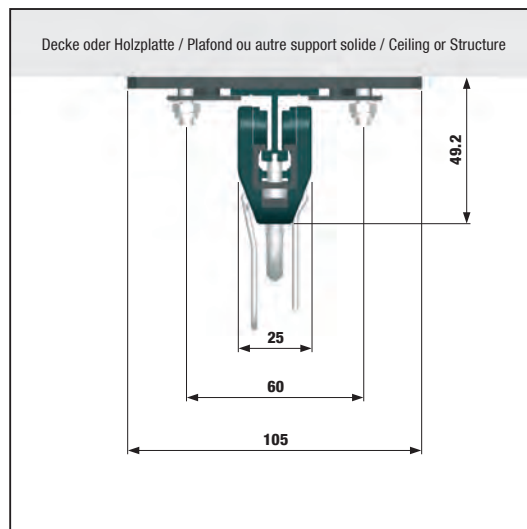 Decke oder Holzplatte / Plafond ou autre support solide / Ceiling or Structure
49.2
25
60
105